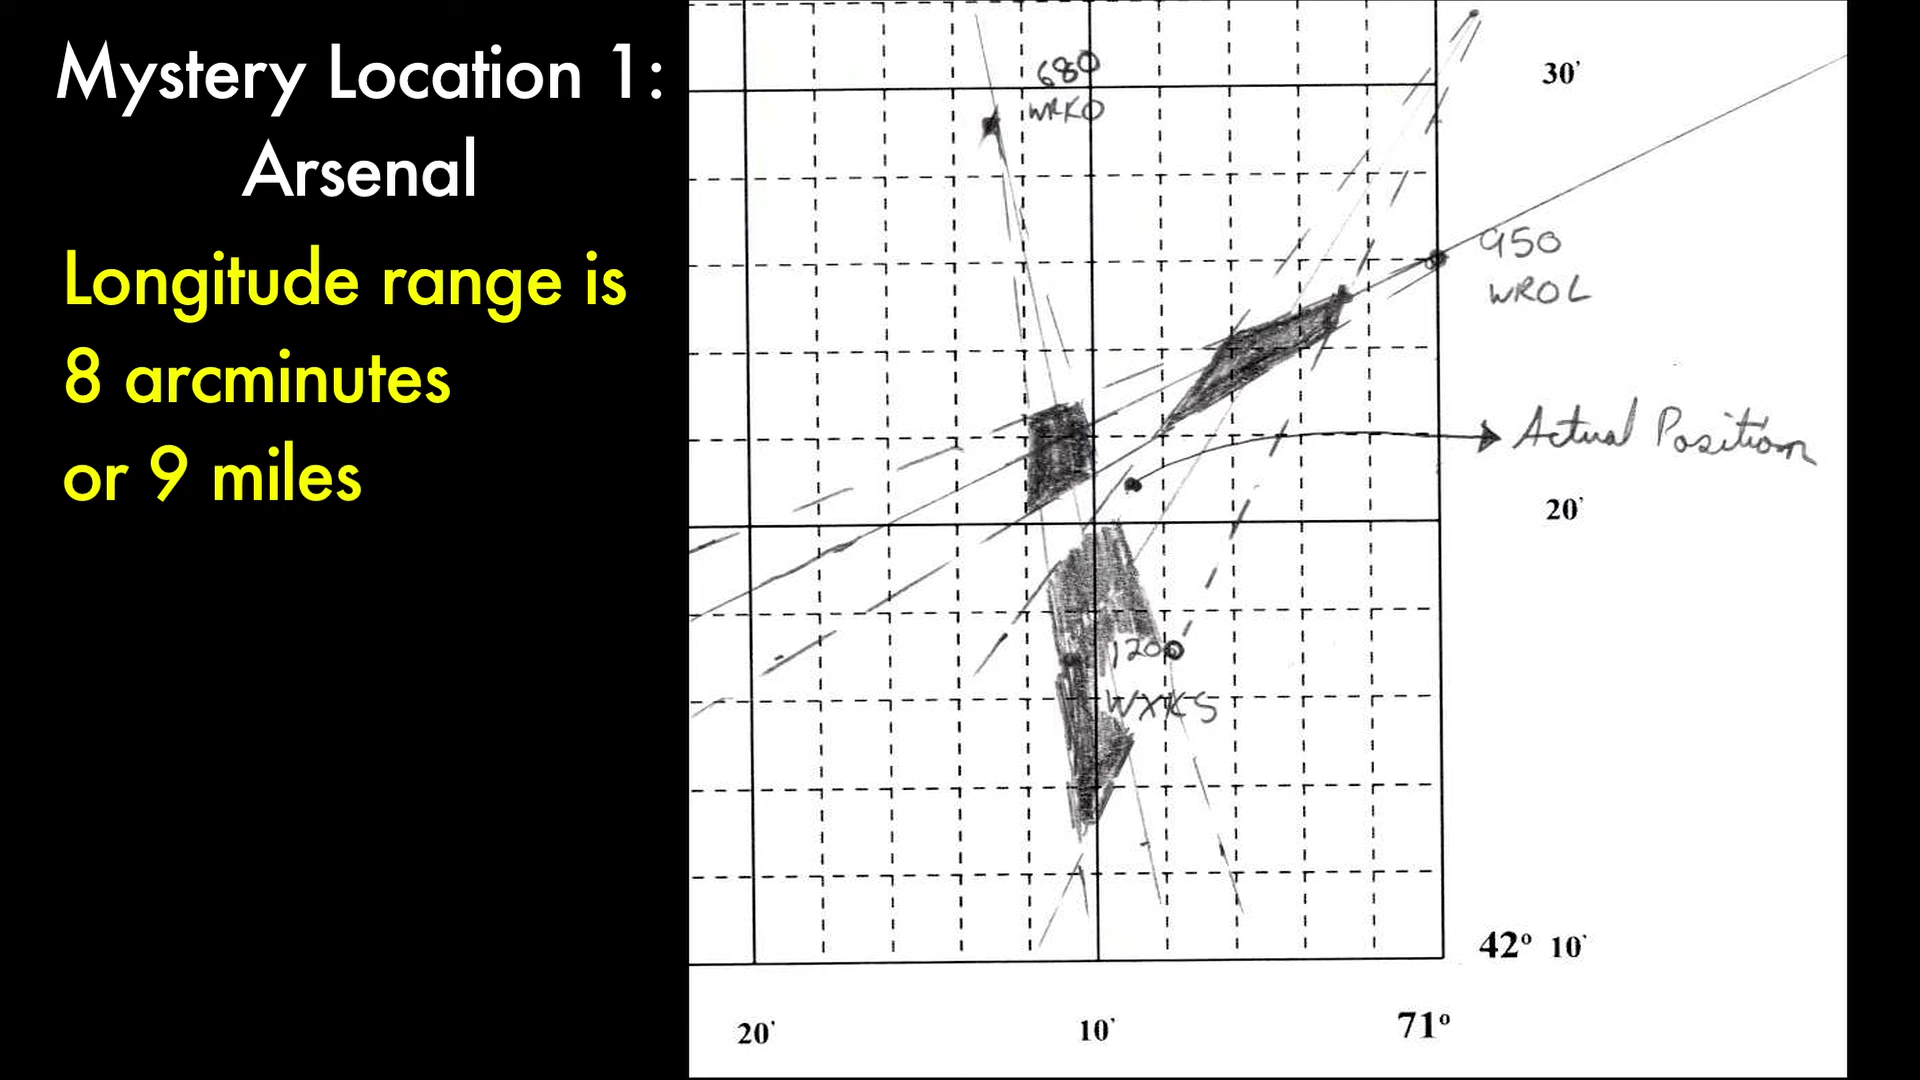 Mystery Location 1:
Arsenal
Longitude range is
8 arcminutes
or 9 miles
680
WRKO
30'
950
WROL
Actual Position
20'
1200
WXKS
42° 10'
20'
10'
71°